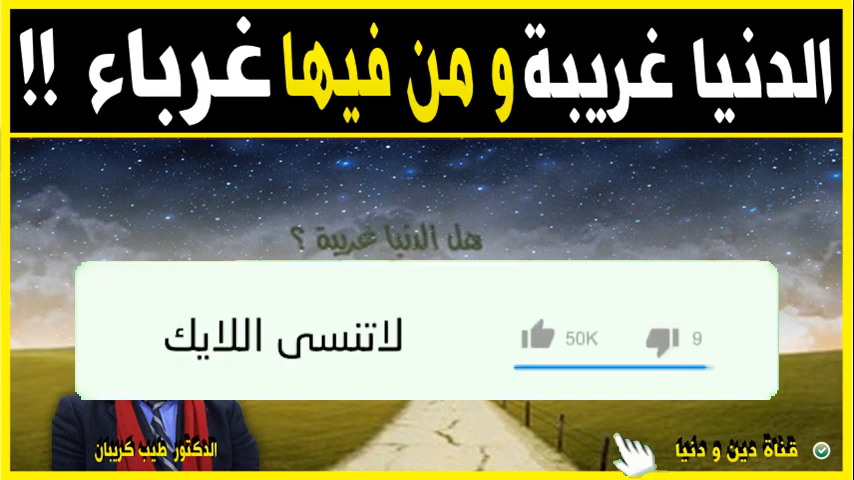 الدنيا غريبة و من فيها غرباء !!
هل الدنيا غريبة ؟
لاتنسى اللايك
50K
9
الدكتور طيب كريبان
قناة دين و دنيا